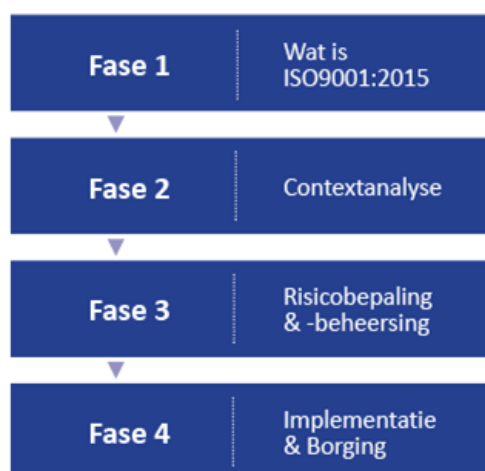 Fase 1
Wat is
ISO9001:2015
Fase 2
Contextanalyse
Fase 3
Risicobepaling
& -beheersing
Fase 4
Implementatie
& Borging